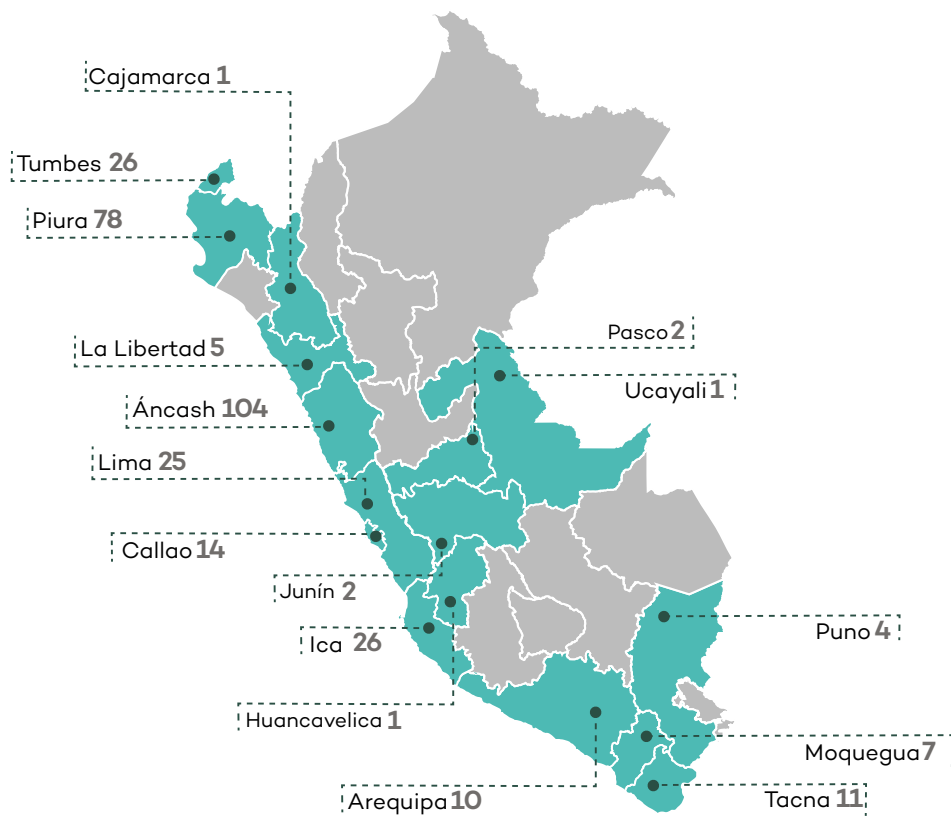 Cajamarca 1
Tumbes 26
Piura 78
Pasco 2
La Libertad 5
Ucayali 1
Áncash 104
Lima 25
Callao 14
Junín 2
Puno 4
Ica 26
Huancavelica 1
Moquegua 7
Arequipa 10
Tacna 11